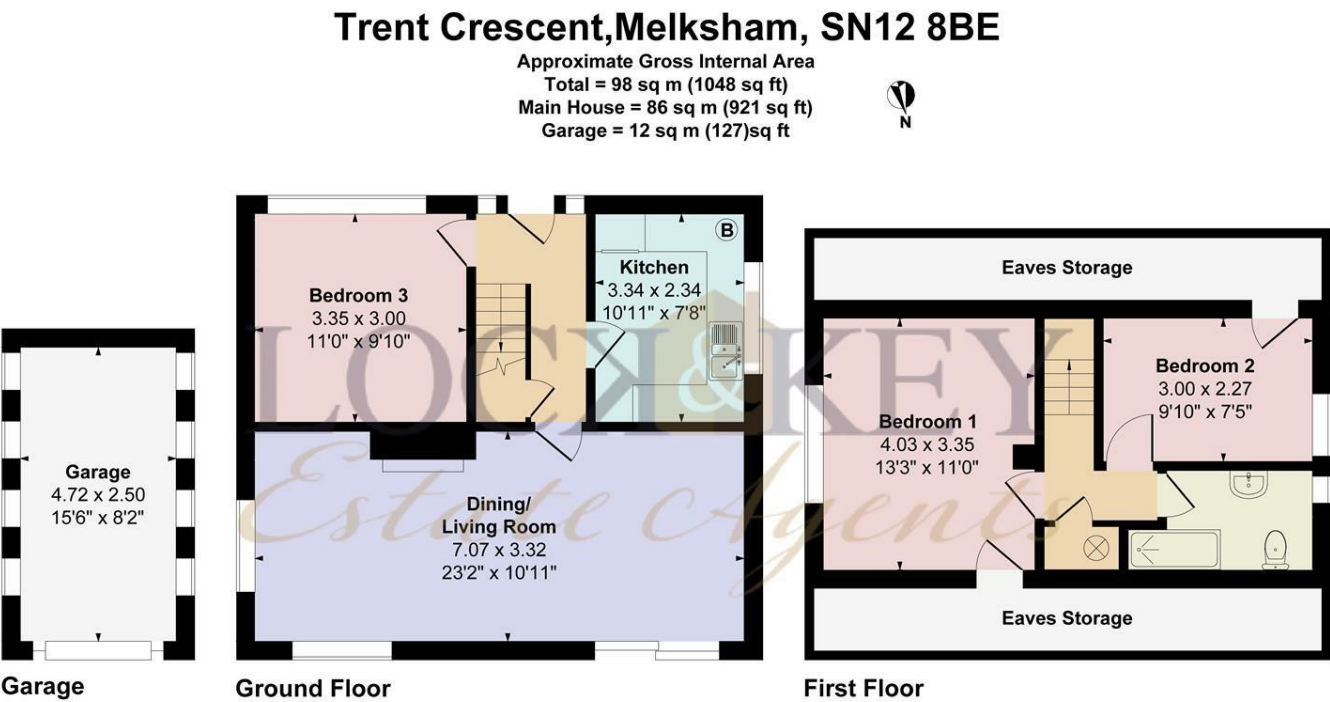 Trent Crescent,Melksham, SN12 8BE
Approximate Gross Internal Area
Total = 98 sq m (1048 sq ft)
Main House = 86 sq m (921 sq ft)
Garage = 12 sq m (127)sq ft
N
Garage
4.72 x 2.50
15'6" x 8'2"
Garage
Bedroom 3
3.35 x 3.00
11'0" x 9'10"
Kitchen
3.34 x 2.34
10'11" x 7'8"
B
Dining/
Living Room
7.07 x 3.32
23'2" x 10'11"
Ground Floor
Eaves Storage
Bedroom 1
4.03 x 3.35
13'3" x 11'0"
Bedroom 2
3.00 x 2.27
9'10" x 7'5"
Eaves Storage
First Floor
LOCK & KEY
Estate Agents